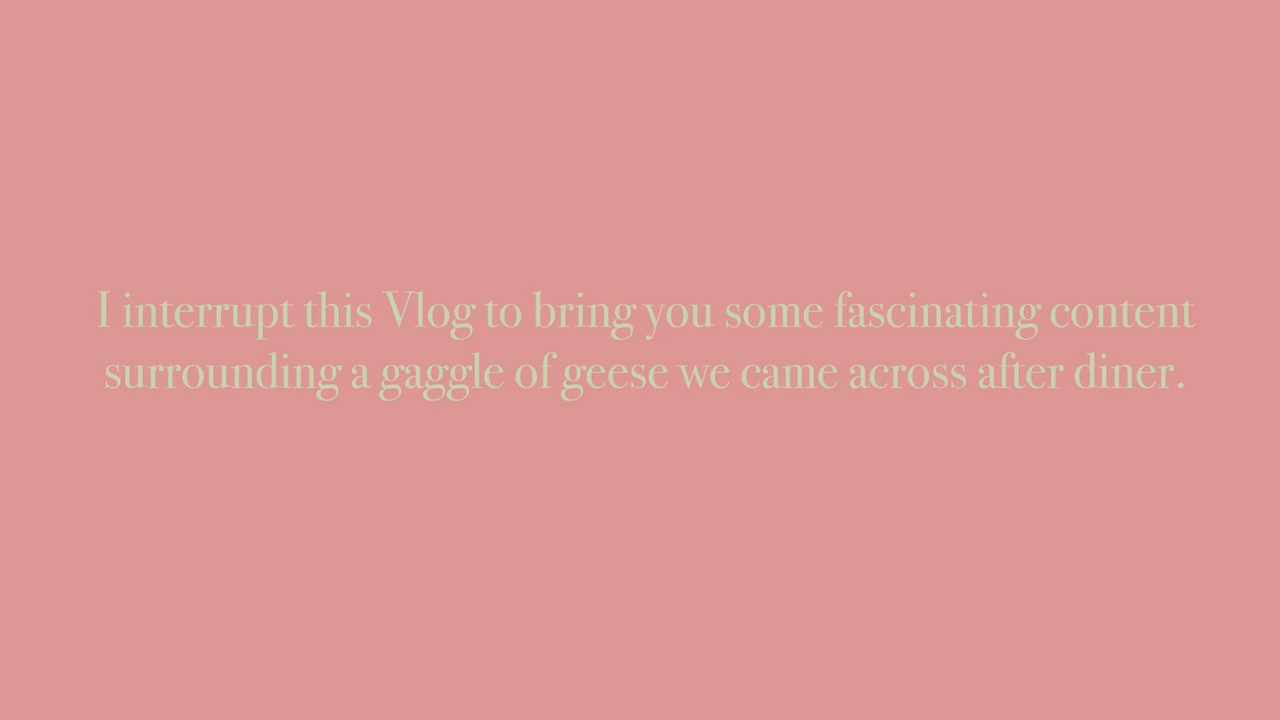 I interrupt this Vlog to bring you some fascinating content
surrounding a gaggle of geese we came across after diner.